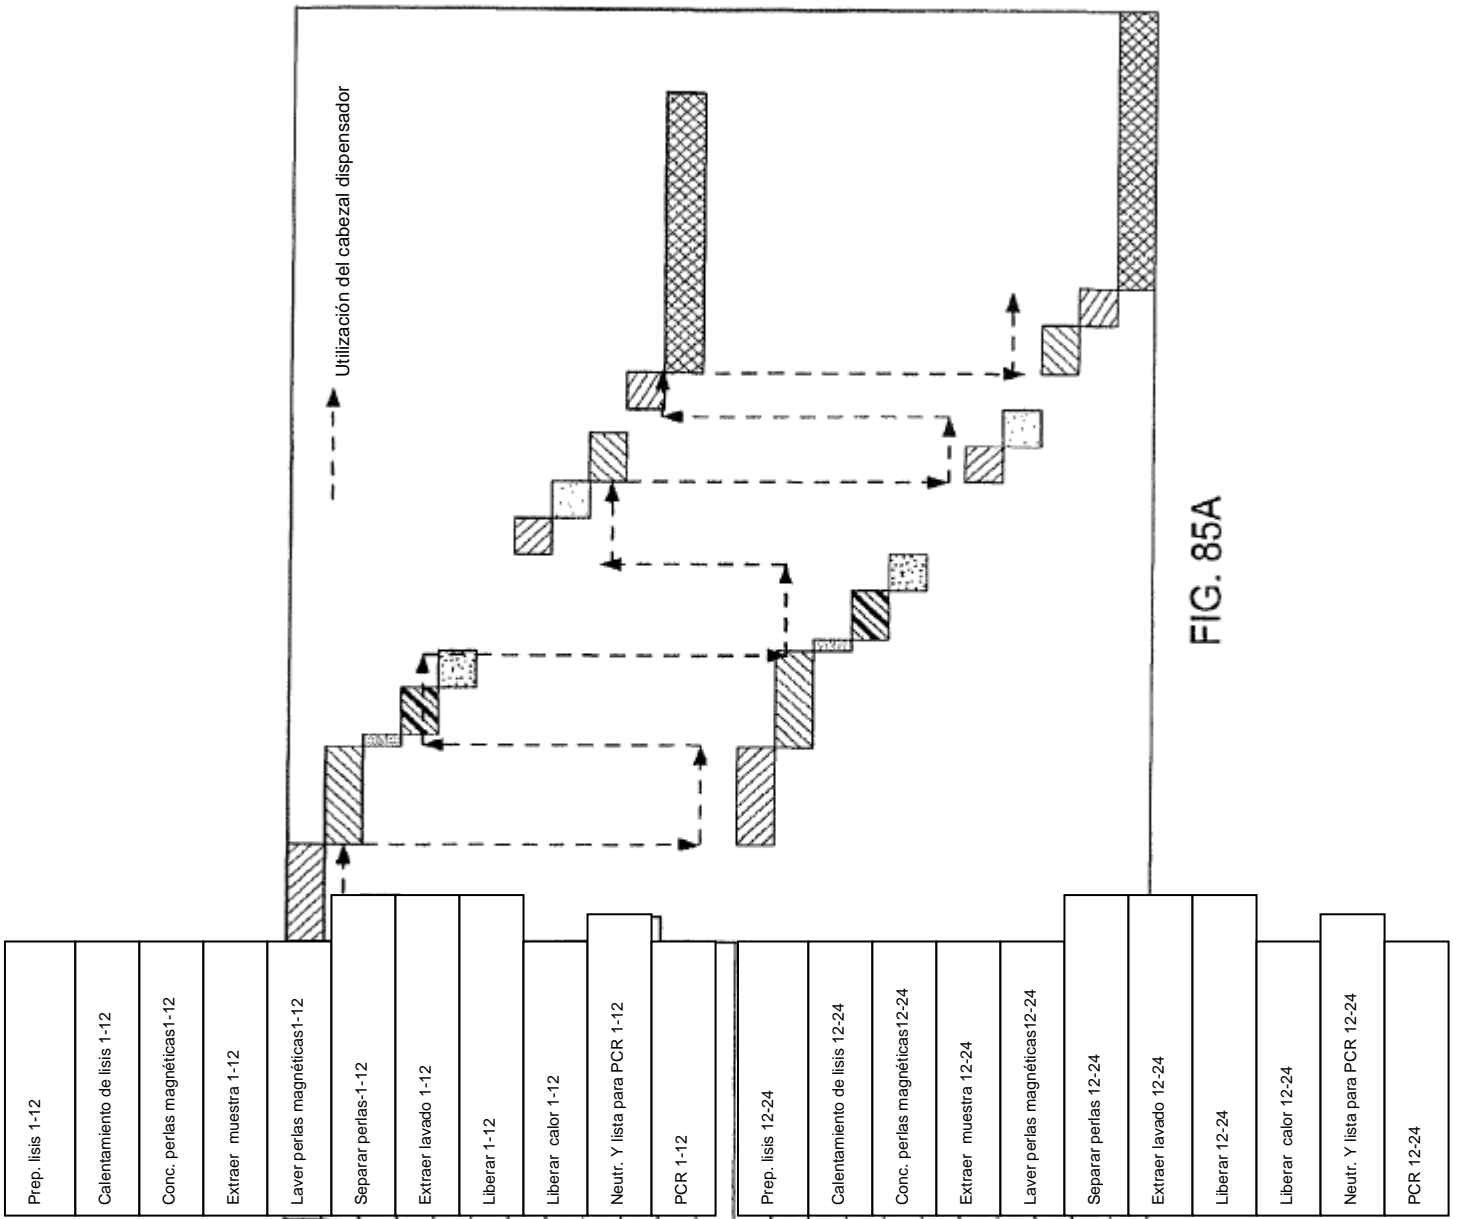 Utilización del cabezal dispensador
Prep. lisis 1-12
Calentamiento de lisis 1-12
Conc. perlas magnéticas1-12
Extraer muestra 1-12
Laver perlas magnéticas1-12
Separar perlas-1-12
Extraer lavado 1-12
Liberar 1-12
Liberar calor 1-12
Neutr. Y lista para PCR 1-12
PCR 1-12
Prep. lisis 12-24
Calentamiento de lisis 12-24
Conc. perlas magnéticas12-24
Extraer muestra 12-24
Laver perlas magnéticas12-24
Separar perlas 12-24
Extraer lavado 12-24
Liberar 12-24
Liberar calor 12-24
Neutr. Y lista para PCR 12-24
PCR 12-24
FIG. 85A